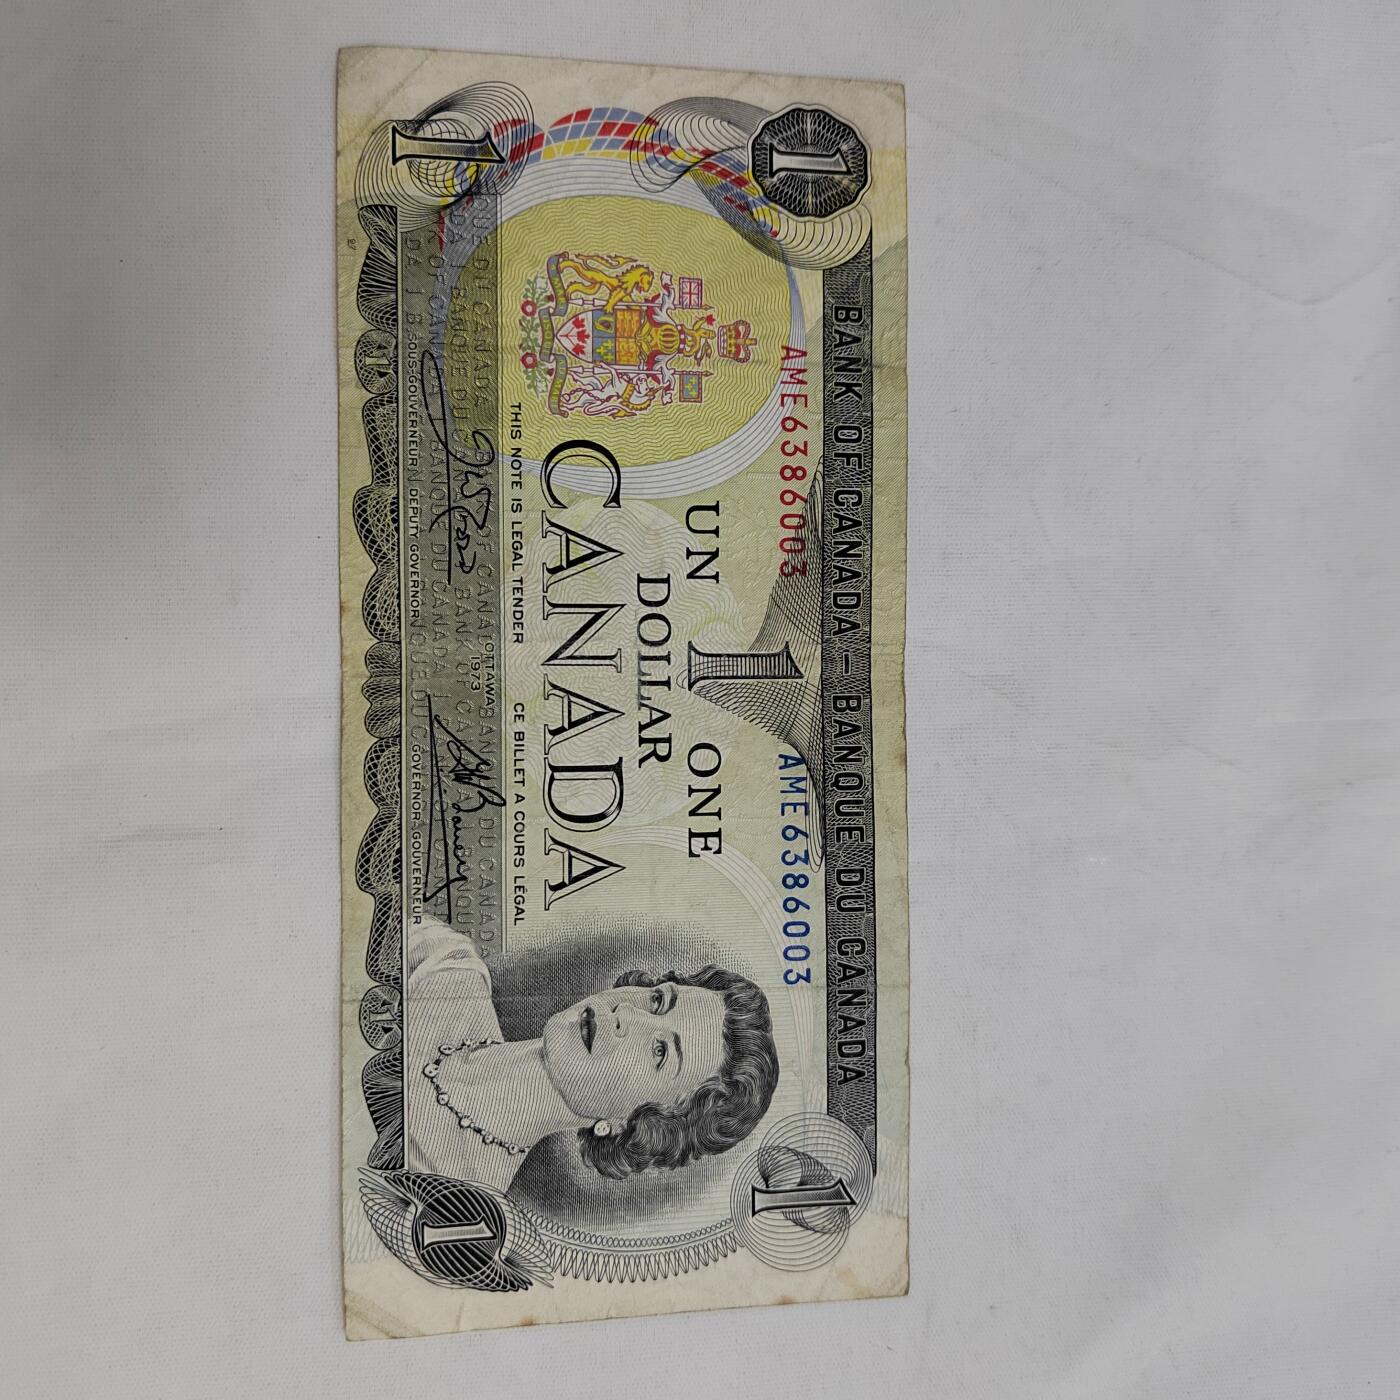 1
BANK OF CANADA – BANQUE DU CANADA
1
AME6386003
AME6386003
UN 1 ONE
DOLLAR
CANADA
THIS NOTE IS LEGAL TENDER
CE BILLET A COURS LÉGAL
OTTAWA
1973
SOUS-GOUVERNEUR
DEPUTY GOVERNOR
GOVERNOR - GOUVERNEUR
1
1